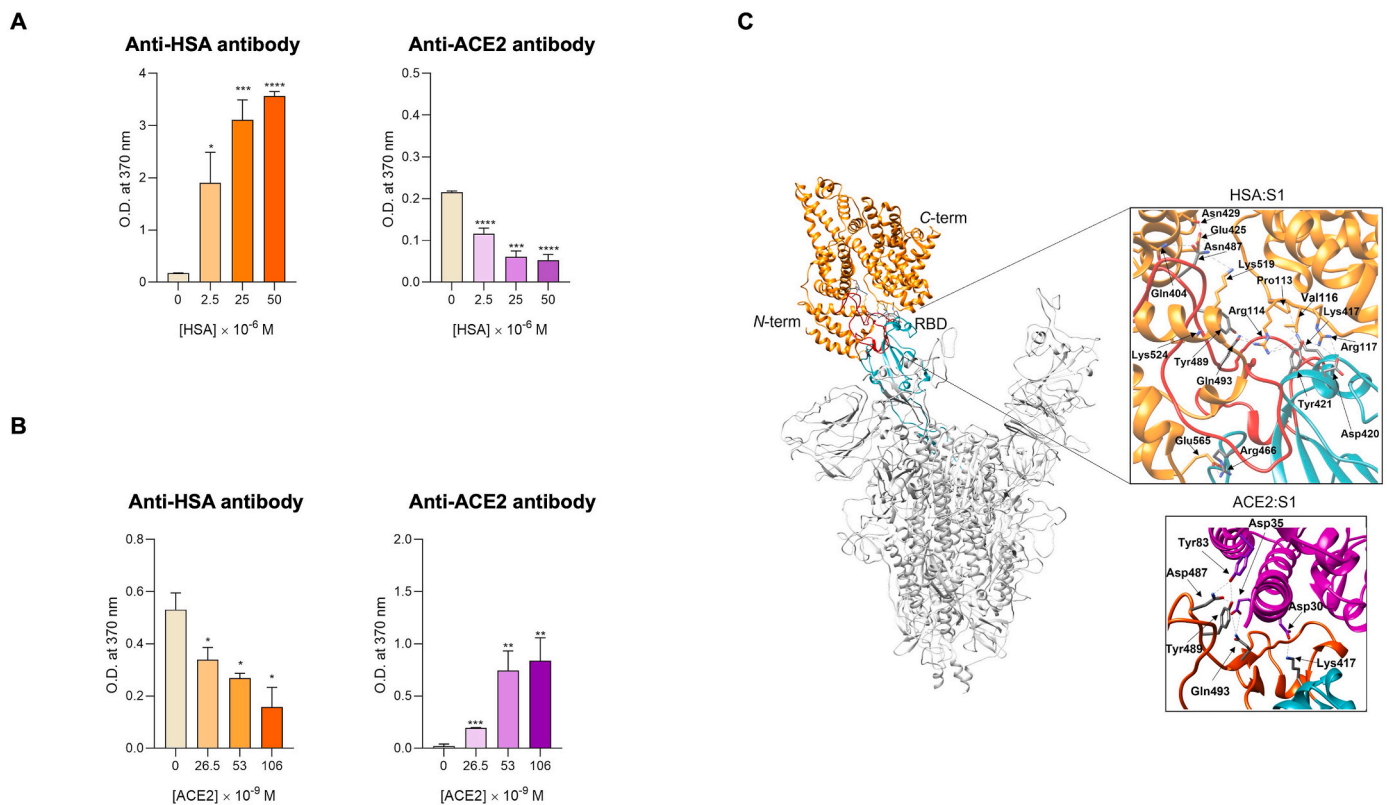 A
Anti-HSA antibody
O.D. at 370 nm
4
3
2
1
0
*
***
****
0 2.5 25 50
[HSA] × 10-6 M
Anti-ACE2 antibody
O.D. at 370 nm
0.5
0.4
0.3
0.2
0.1
0.0
****
***
****
0 2.5 25 50
[HSA] × 10-6 M
B
Anti-HSA antibody
O.D. at 370 nm
0.8
0.6
0.4
0.2
0.0
*
*
*
0 26.5 53 106
[ACE2] × 10-9 M
Anti-ACE2 antibody
O.D. at 370 nm
2.0
1.5
1.0
0.5
0.0
***
**
**
0 26.5 53 106
[ACE2] × 10-9 M
C
C-term
N-term
RBD
HSA:S1
Asn429
Glu425
Asn487
Lys519
Pro113
Gln404
Val116
Arg114
Lys417
Arg117
Lys524
Tyr489
Gln493
Tyr421
Asp420
Glu565
Arg466
ACE2:S1
Asp35
Tyr83
Asp487
Asp30
Tyr489
Lys417
Gln493